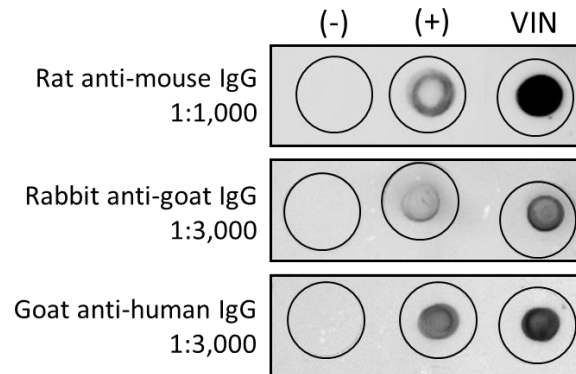 (-) (+) VIN
Rat anti-mouse IgG
1:1,000
Rabbit anti-goat IgG
1:3,000
Goat anti-human IgG
1:3,000